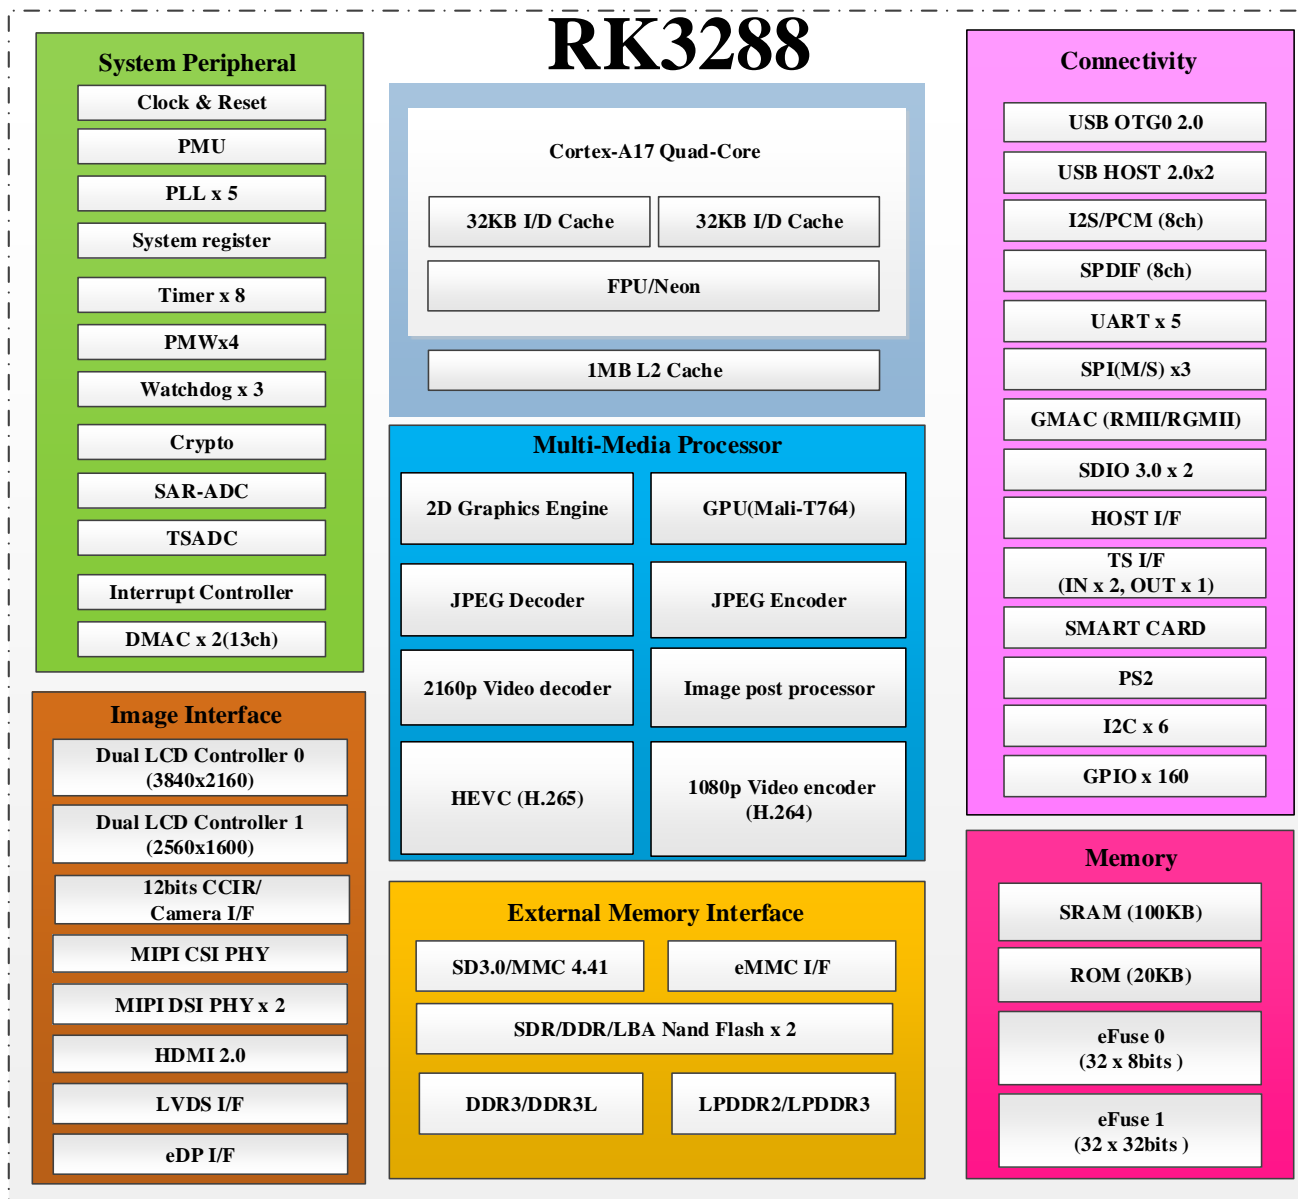 RK3288
System Peripheral
Clock & Reset
PMU
PLL x 5
System register
Timer x 8
PMWx4
Watchdog x 3
Crypto
SAR-ADC
TSADC
Interrupt Controller
DMAC x 2(13ch)
Image Interface
Dual LCD Controller 0
(3840x2160)
Dual LCD Controller 1
(2560x1600)
12bits CCIR/
Camera I/F
MIPI CSI PHY
MIPI DSI PHY x 2
HDMI 2.0
LVDS I/F
eDP I/F
Cortex-A17 Quad-Core
32KB I/D Cache
32KB I/D Cache
FPU/Neon
1MB L2 Cache
Multi-Media Processor
2D Graphics Engine
GPU(Mali-T764)
JPEG Decoder
JPEG Encoder
2160p Video decoder
Image post processor
HEVC (H.265)
1080p Video encoder
(H.264)
External Memory Interface
SD3.0/MMC 4.41
eMMC I/F
SDR/DDR/LBA Nand Flash x 2
DDR3/DDR3L
LPDDR2/LPDDR3
Connectivity
USB OTG0 2.0
USB HOST 2.0x2
I2S/PCM (8ch)
SPDIF (8ch)
UART x 5
SPI(M/S) x3
GMAC (RMII/RGMII)
SDIO 3.0 x 2
HOST I/F
TS I/F
(IN x 2, OUT x 1)
SMART CARD
PS2
I2C x 6
GPIO x 160
Memory
SRAM (100KB)
ROM (20KB)
eFuse 0
(32 x 8bits )
eFuse 1
(32 x 32bits )